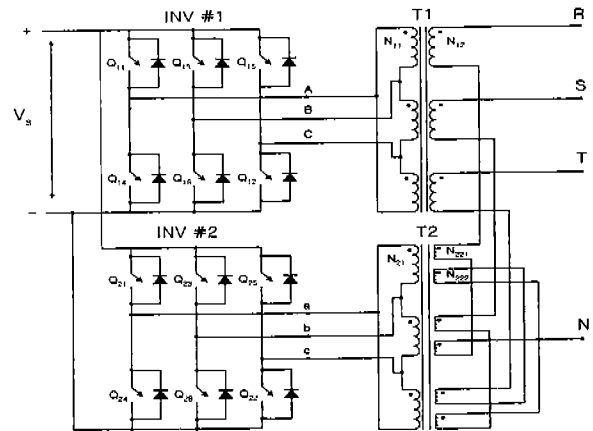 INV #1
T1
R
+
Q11
Q13
Q15
N11
N12
A
S
B
Vs
C
T
Q14
Q16
Q12
−
INV #2
T2
N21
N221
N222
Q21
Q23
Q25
a
b
N
c
Q24
Q26
Q22